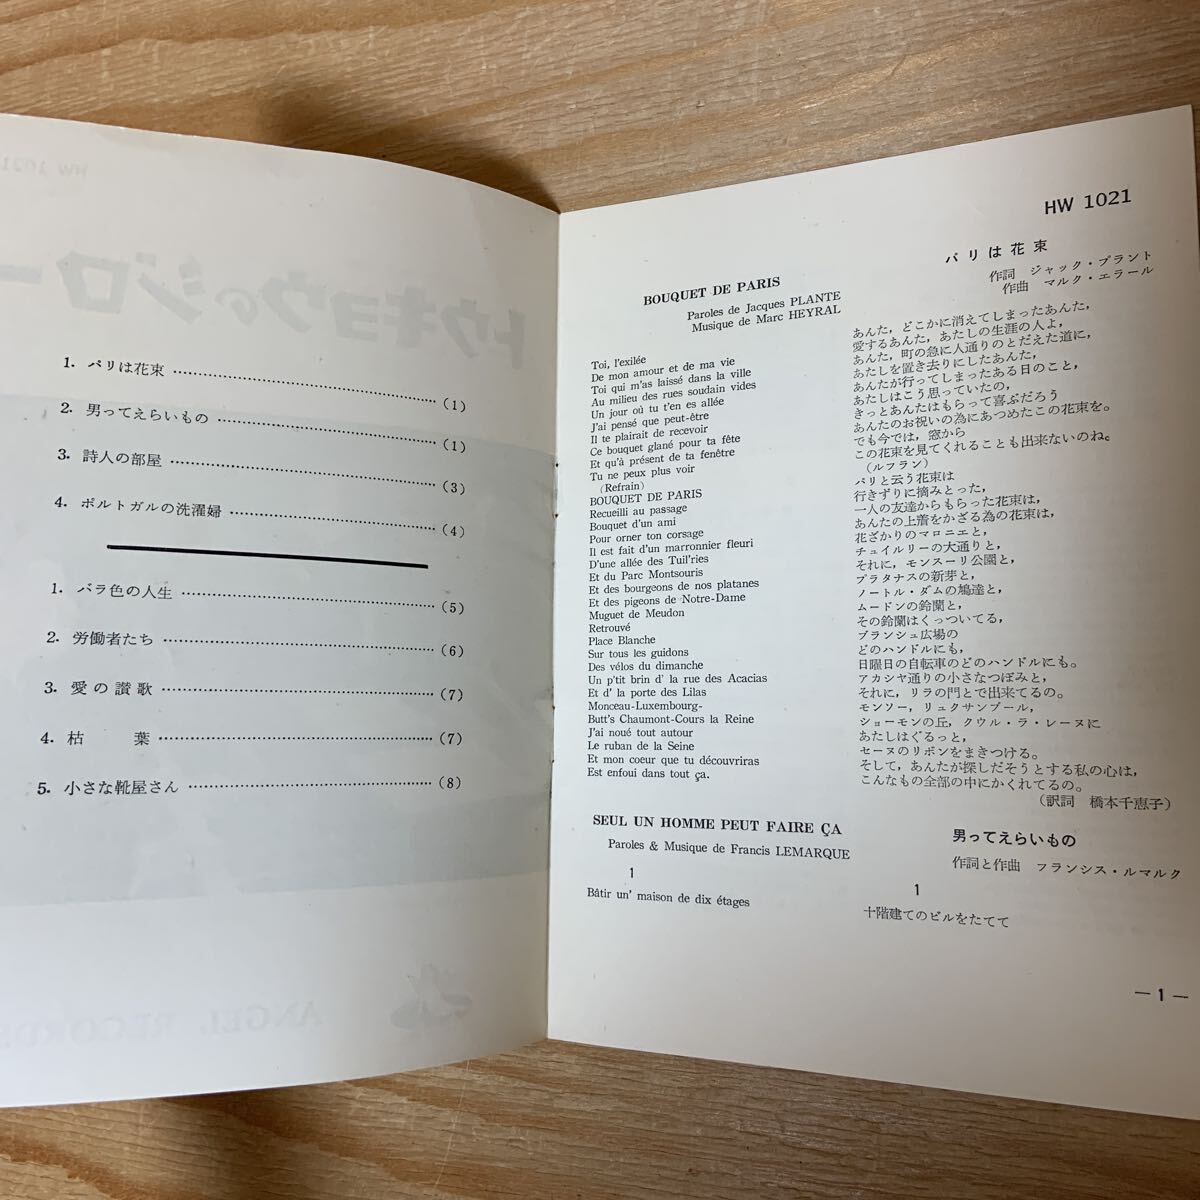 1. パリは花束 (1)
2. 男ってえらいもの (1)
3. 詩人の部屋 (3)
4. ポルトガルの洗濯婦 (4)
1. バラ色の人生 (5)
2. 労働者たち (6)
3. 愛の讃歌 (7)
4. 枯葉 (7)
5. 小さな靴屋さん (8)
トウキョウのジロー
ANGEL RECORDS
HW 1021
BOUQUET DE PARIS
Paroles de Jacques PLANTE
Musique de Marc HEYRAL
Toi, l'exilée
De mon amour et de ma vie
Toi qui m'as laissé dans la ville
Au milieu des rues soudain vides
Un jour où tu t'en es allée
J'ai pensé que peut-être
Il te plairait de recevoir
Ce bouquet glané pour ta fête
Et qu'à présent de ta fenêtre
Tu ne peux plus voir
(Refrain)
BOUQUET DE PARIS
Recueilli au passage
Bouquet d'un ami
Pour orner ton corsage
Il est fait d'un marronnier fleuri
D'une allée des Tuil'ries
Et du Parc Montsouris
Et des bourgeons de nos platanes
Et des pigeons de Notre-Dame
Muguet de Meudon
Retrouvé
Place Blanche
Sur tous les guidons
Des vélos du dimanche
Un p'tit brin d' la rue des Acacias
Et d' la porte des Lilas
Monceau-Luxembourg-
Butt's Chaumont-Cours la Reine
J'ai noué tout autour
Le ruban de la Seine
Et mon coeur que tu découvriras
Est enfoui dans tout ça.
パリは花束
作詞 ジャック・プラント
作曲 マルク・エラール
あんた, どこかに消えてしまったあんた,
愛するあんた, あたしの生涯の人よ,
あんた, 町の急に人通りのとだえた道に,
あたしを置き去りにしたあんた,
あんたが行ってしまったある日のこと,
あたしはこう思っていたの,
きっとあんたはもらって喜ぶだろう
あんたのお祝いの為にあつめたこの花束を。
でも今では, 窓から
この花束を見てくれることも出来ないのね。
(ルフラン)
パリと云う花束は
行きずりに摘みとった,
一人の友達からもらった花束は,
あんたの上着をかざる為の花束は,
花ざかりのマロニエと,
チュイルリーの大通りと,
それに, モンスーリ公園と,
プラタナスの新芽と,
ノートル・ダムの鳩達と,
ムードンの鈴蘭と,
その鈴蘭はくっついてる,
ブランシュ広場の
どのハンドルにも,
日曜日の自転車のどのハンドルにも。
アカシヤ通りの小さなつぼみと,
それに, リラの門とで出来てるの。
モンソー, リュクサンブール,
ショーモンの丘, クウル・ラ・レーヌに
あたしはぐるっと,
セーヌのリボンをまきつける。
そして, あんたが探しだそうとする私の心は,
こんなもの全部の中にかくれてるの。
(訳詞 橋本千恵子)
SEUL UN HOMME PEUT FAIRE ÇA
Paroles & Musique de Francis LEMARQUE
1
Bâtir un' maison de dix étages
男ってえらいもの
作詞と作曲 フランシス・ルマルク
1
十階建てのビルをたてて
— 1 —